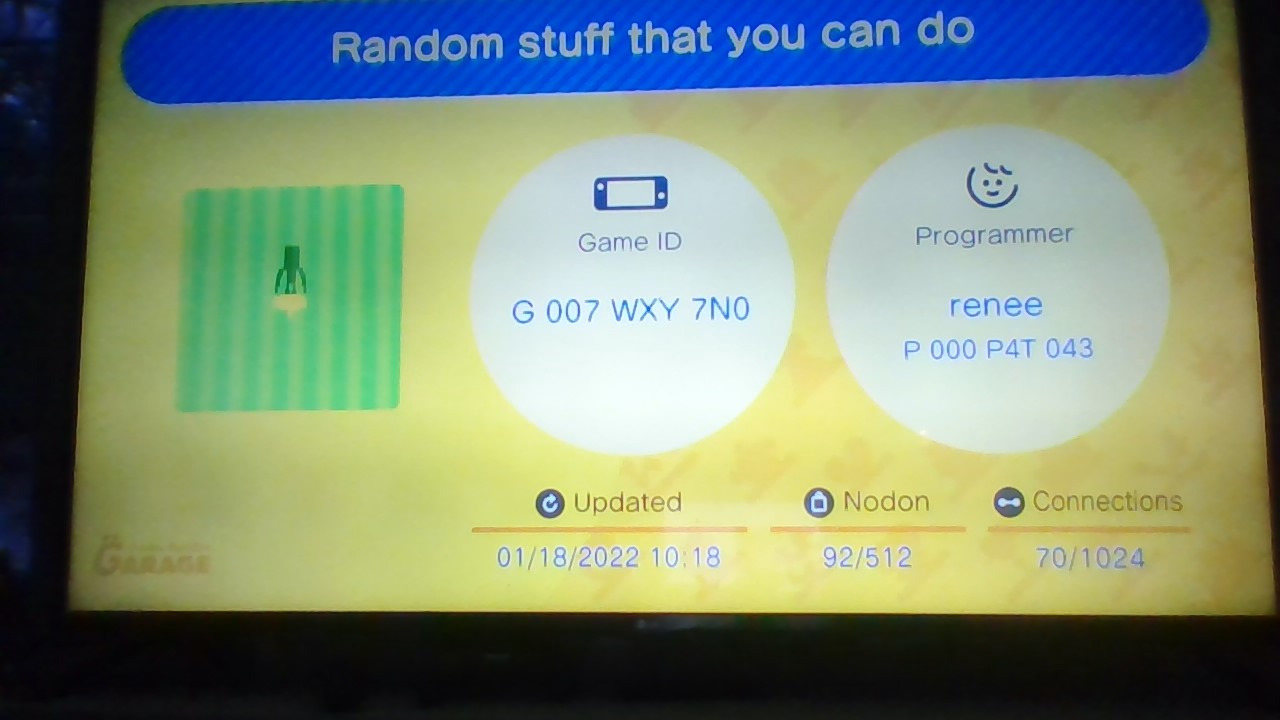 Random stuff that you can do
Game ID
G 007 WXY 7N0
Programmer
renee
P 000 P4T 043
Updated
Nodon
Connections
01/18/2022 10:18
92/512
70/1024
GARAGE